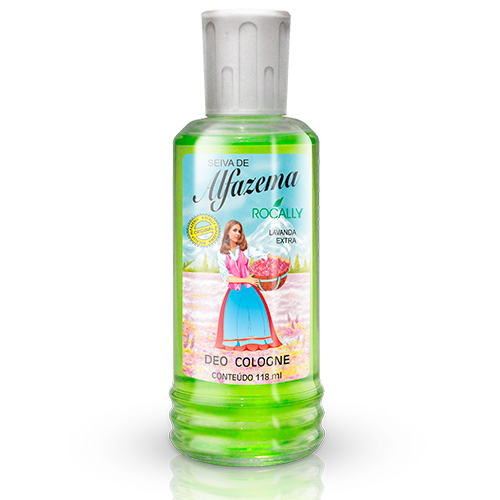 SEIVA DE
Alfazema
ROCALLY
LAVANDA
EXTRA
DEO COLOGNE
CONTEÚDO 118 ml